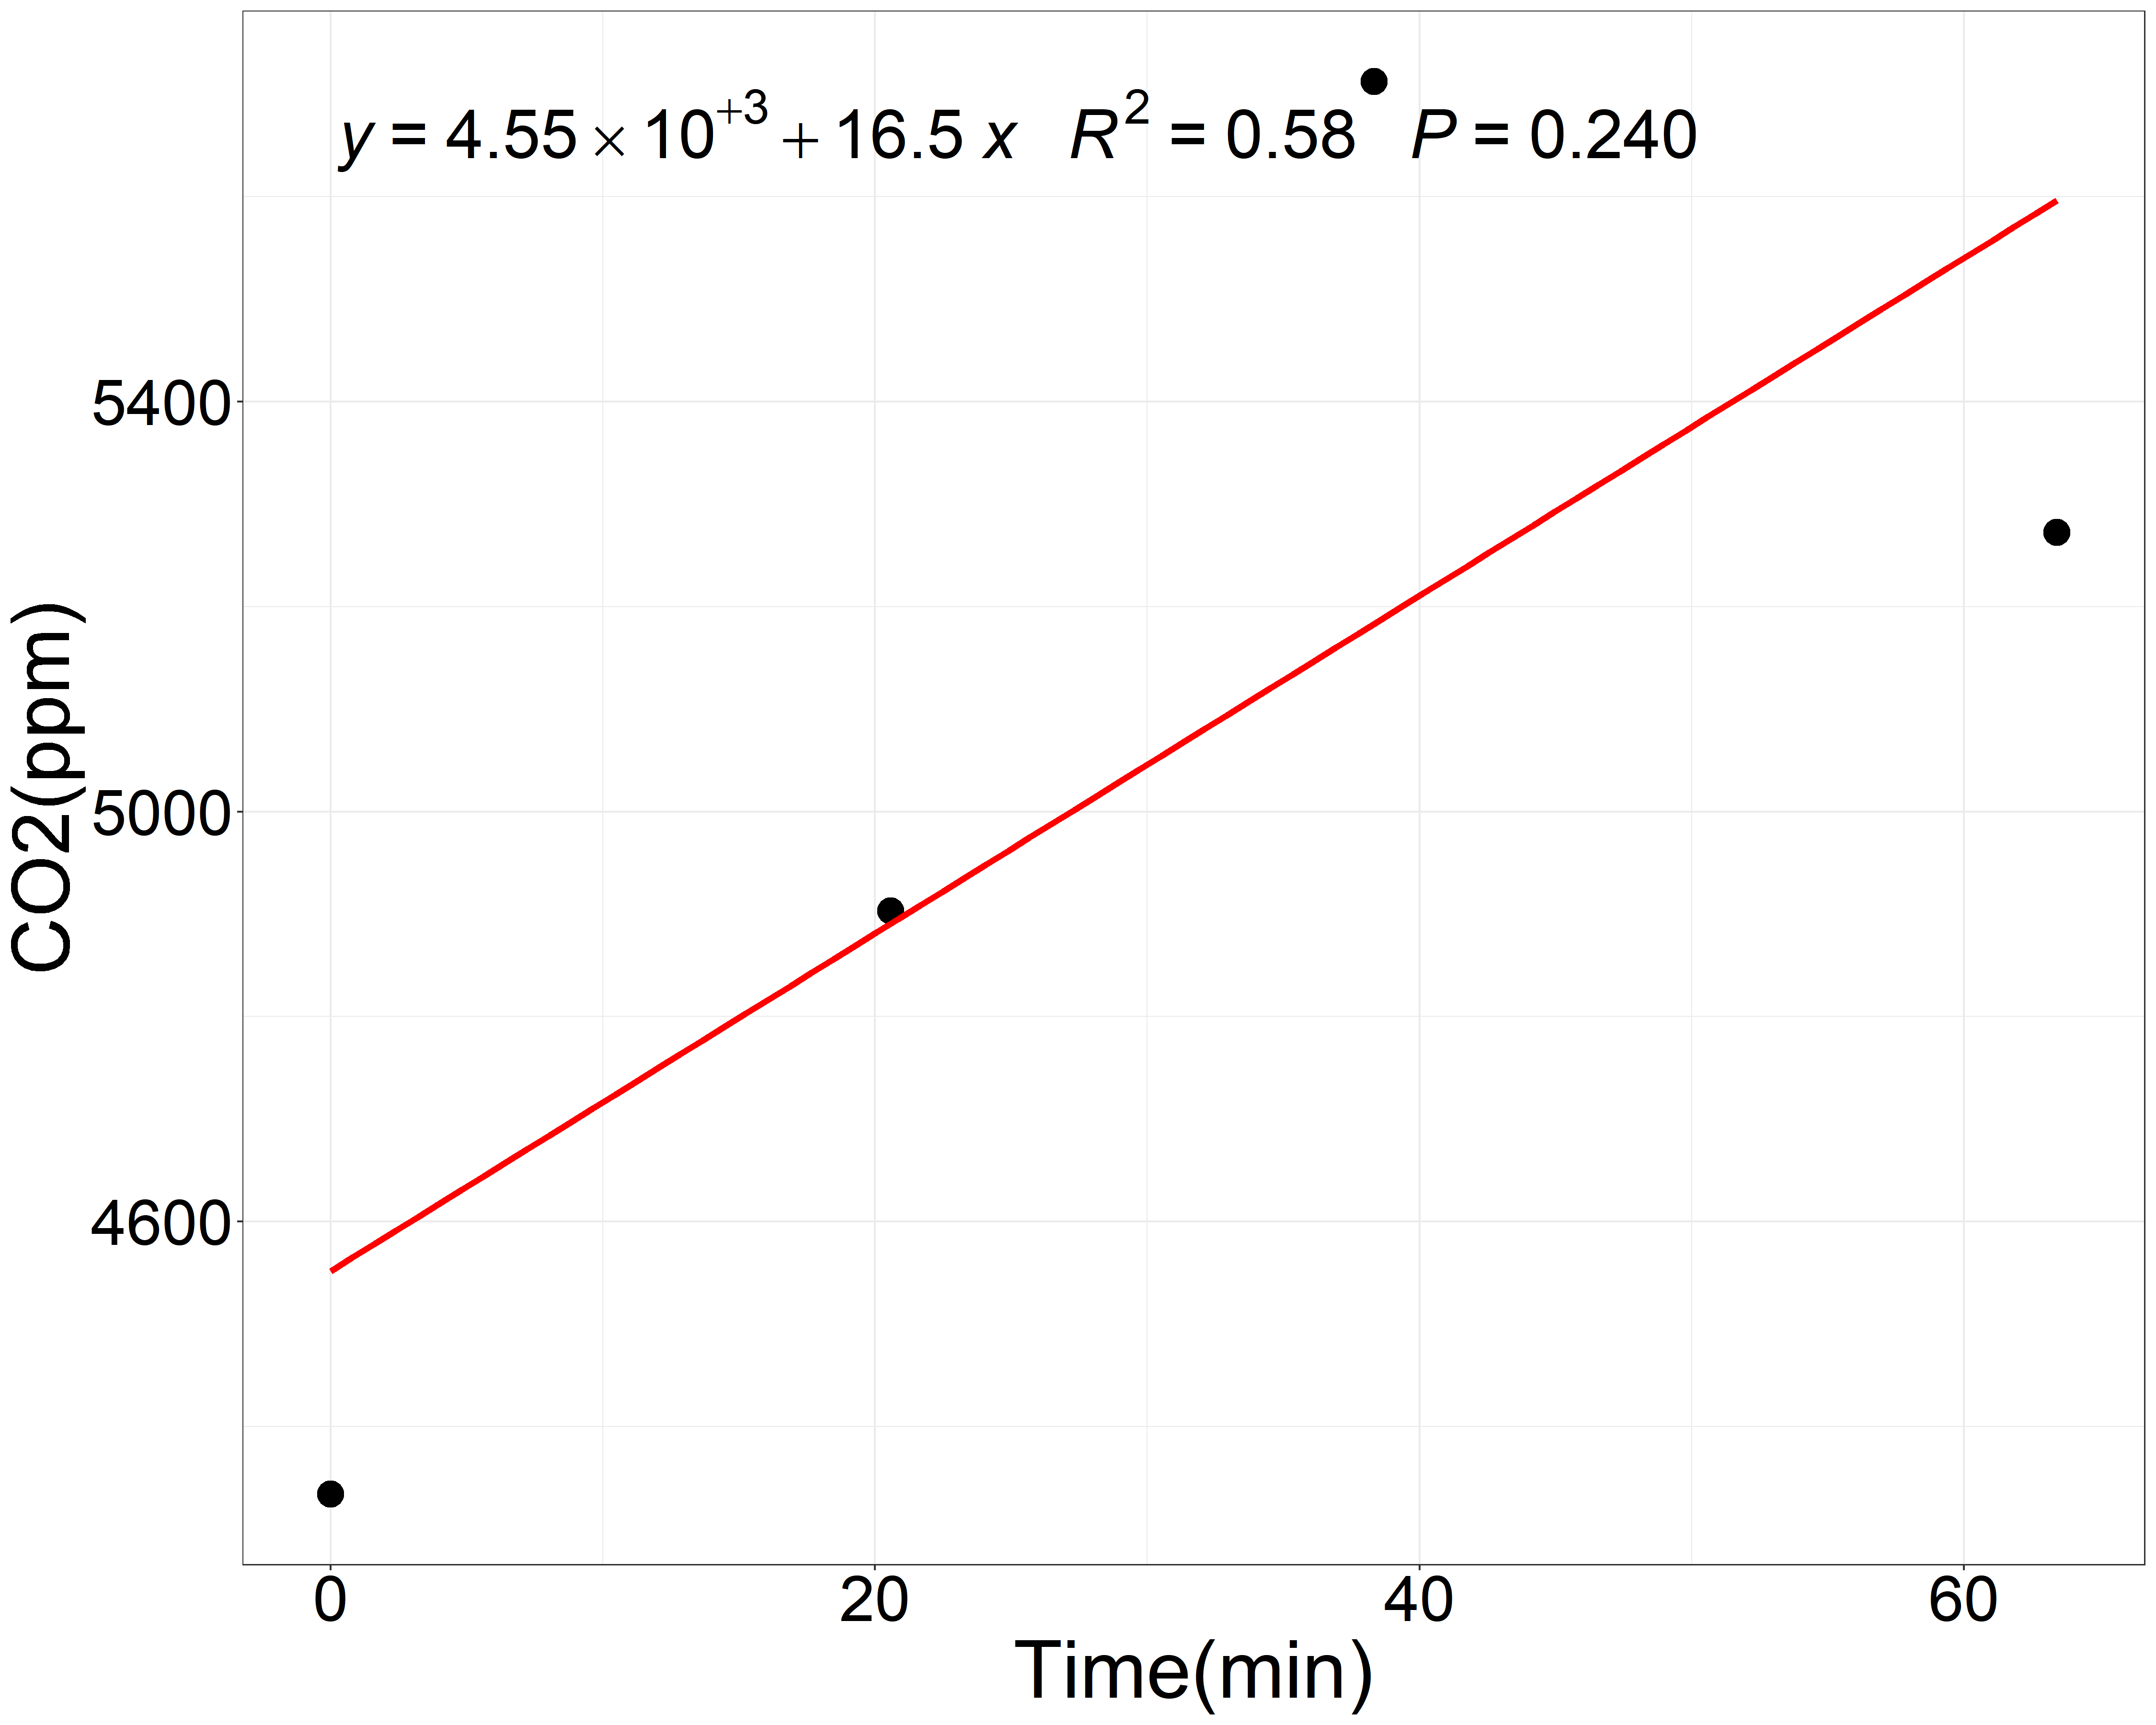 y = 4.55 × 10⁺³ + 16.5 x R² = 0.58 P = 0.240
5400
5000
4600
CO2(ppm)
0 20 40 60
Time(min)